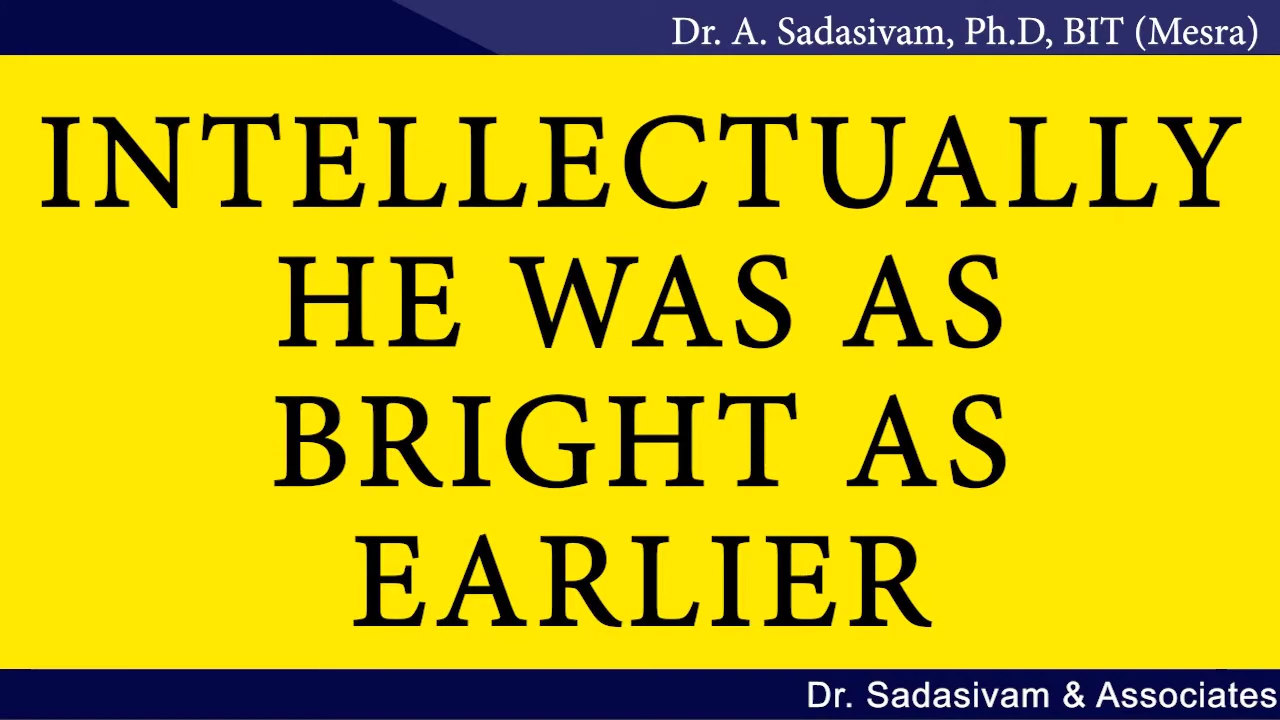 Dr. A. Sadasivam, Ph.D, BIT (Mesra)
INTELLECTUALLY
HE WAS AS
BRIGHT AS
EARLIER
Dr. Sadasivam & Associates